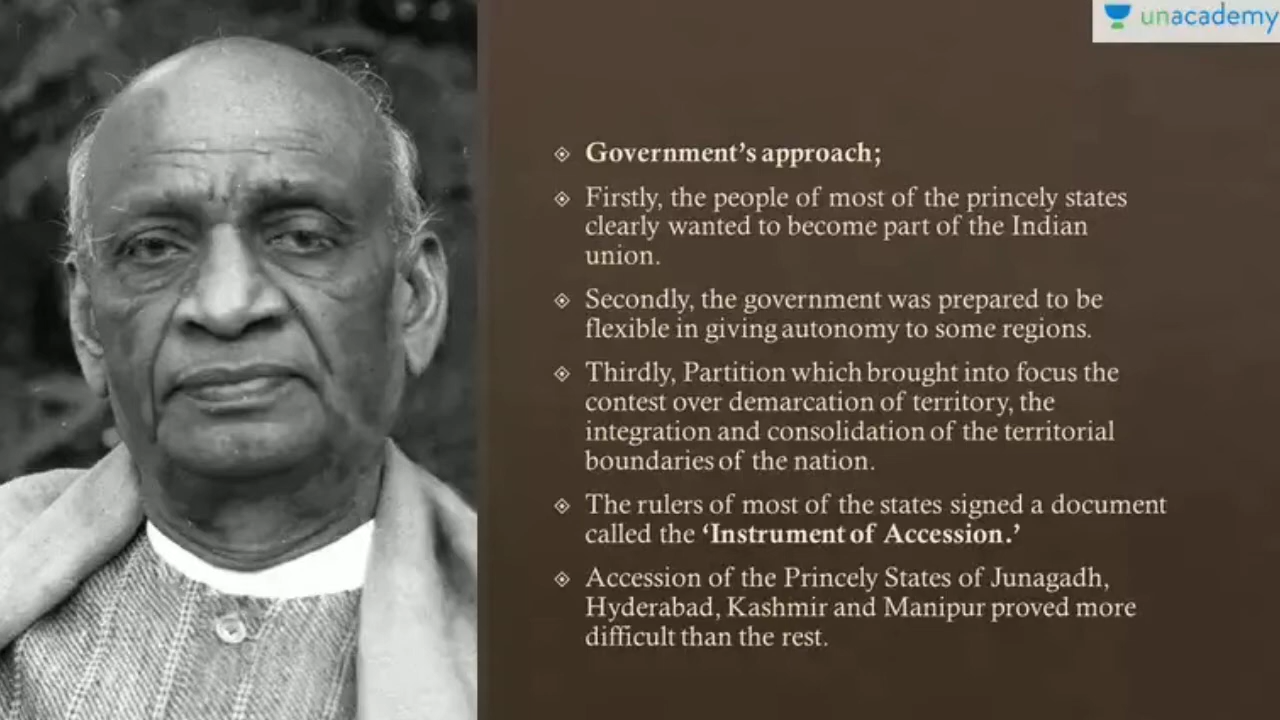 unacademy
Government's approach;
Firstly, the people of most of the princely states
clearly wanted to become part of the Indian
union.
Secondly, the government was prepared to be
flexible in giving autonomy to some regions.
Thirdly, Partition which brought into focus the
contest over demarcation of territory, the
integration and consolidation of the territorial
boundaries of the nation.
The rulers of most of the states signed a document
called the ‘Instrument of Accession.’
Accession of the Princely States of Junagadh,
Hyderabad, Kashmir and Manipur proved more
difficult than the rest.